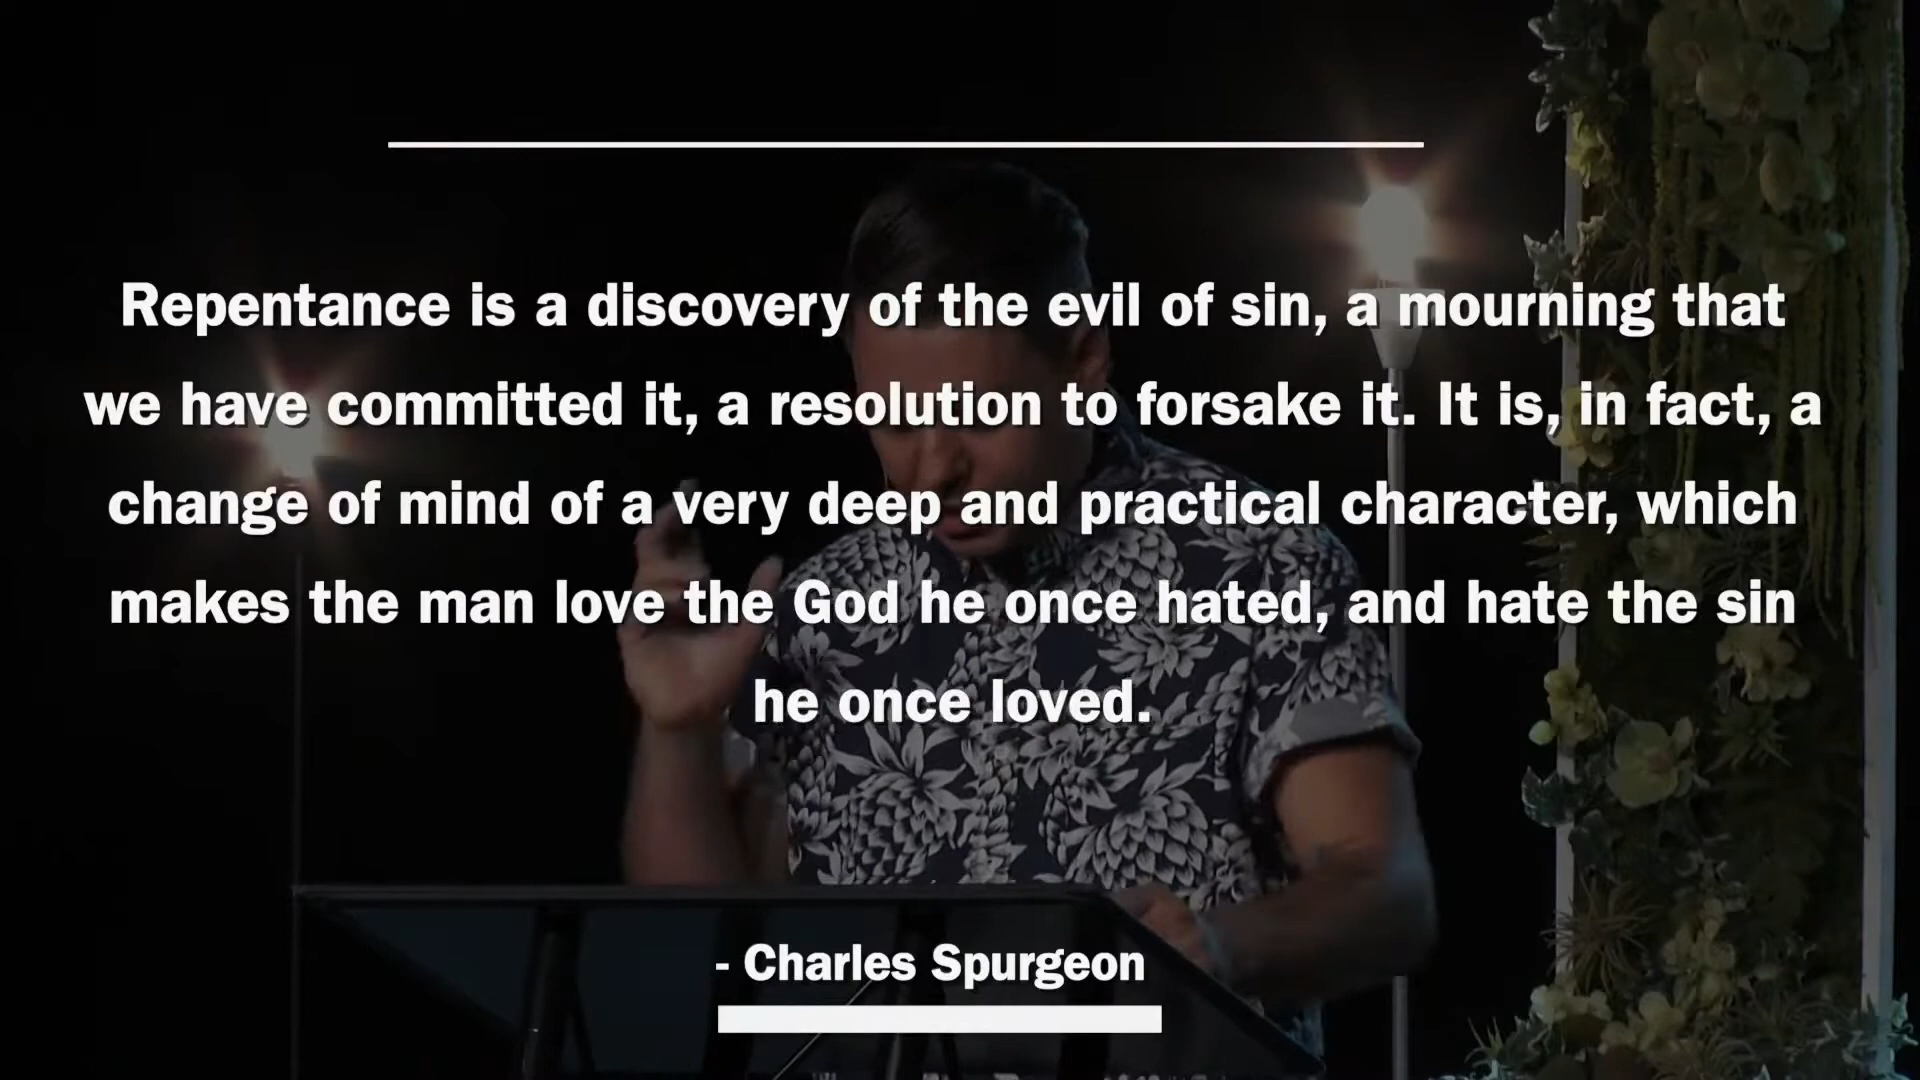 Repentance is a discovery of the evil of sin, a mourning that
we have committed it, a resolution to forsake it. It is, in fact, a
change of mind of a very deep and practical character, which
makes the man love the God he once hated, and hate the sin
he once loved.
- Charles Spurgeon